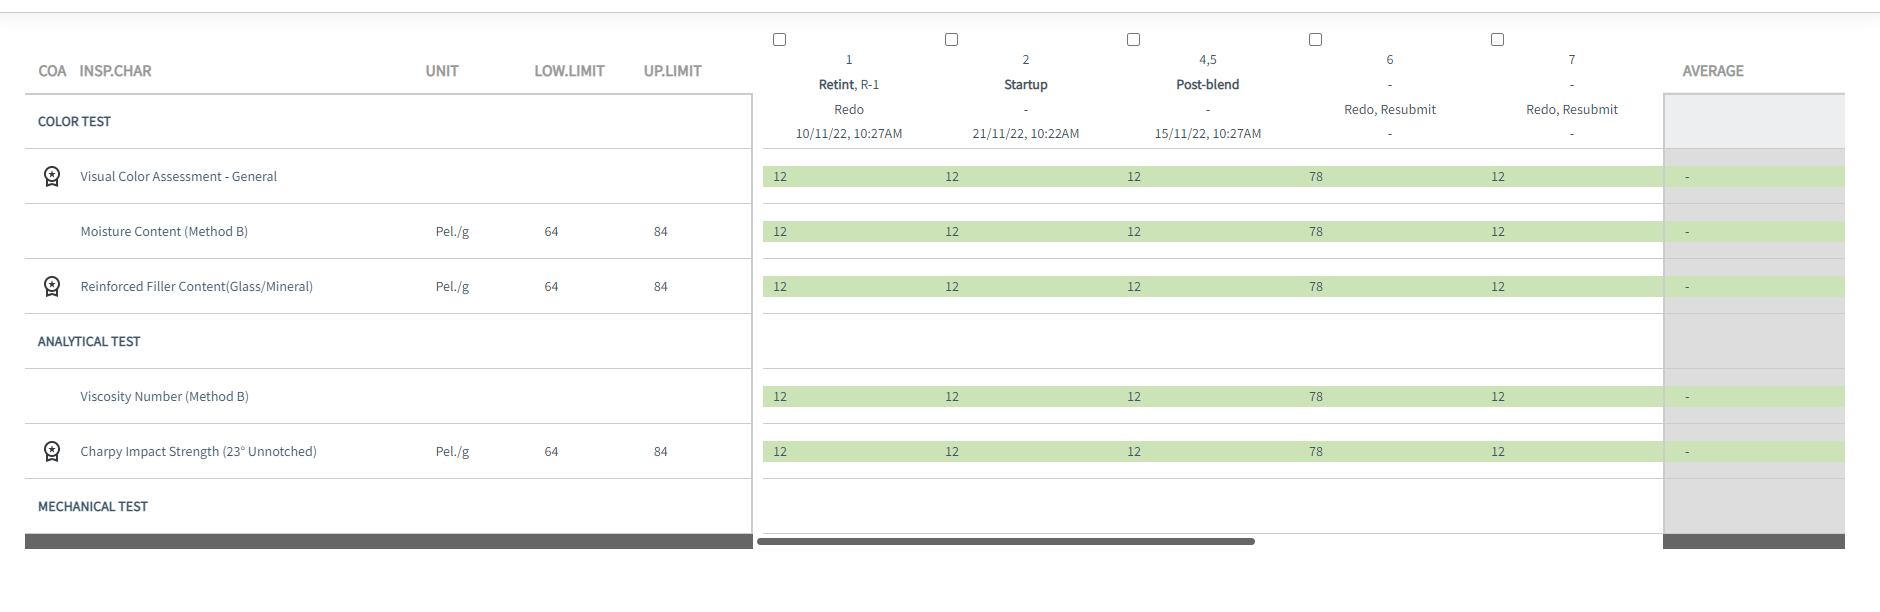 COA INSP.CHAR UNIT LOW.LIMIT UP.LIMIT 1 2 4,5 6 7 AVERAGE
Retint, R-1 Startup Post-blend - -
Redo - - Redo, Resubmit Redo, Resubmit
10/11/22, 10:27AM 21/11/22, 10:22AM 15/11/22, 10:27AM - -
COLOR TEST
Visual Color Assessment - General 12 12 12 78 12 -
Moisture Content (Method B) Pel./g 64 84 12 12 12 78 12 -
Reinforced Filler Content(Glass/Mineral) Pel./g 64 84 12 12 12 78 12 -
ANALYTICAL TEST
Viscosity Number (Method B) 12 12 12 78 12 -
Charpy Impact Strength (23° Unnotched) Pel./g 64 84 12 12 12 78 12 -
MECHANICAL TEST